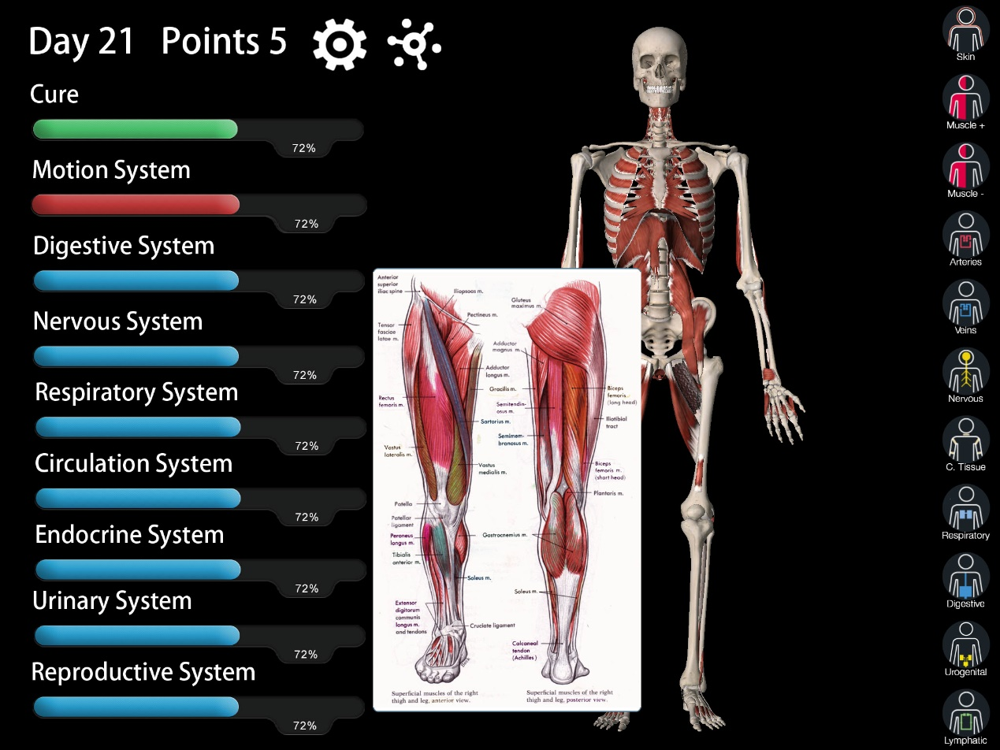 Day 21 Points 5
Cure
72%
Motion System
72%
Digestive System
72%
Nervous System
72%
Respiratory System
72%
Circulation System
72%
Endocrine System
72%
Urinary System
72%
Reproductive System
72%
Anterior
superior
iliac spine
Iliopsoas m.
Pectineus m.
Tensor
fasciae
latae m.
Adductor
longus m.
Rectus
femoris m.
Gracilis m.
Sartorius m.
Vastus
lateralis m.
Vastus
medialis m.
Patella
Patellar
ligament
Peroneus
longus m.
Tibialis
anterior m.
Gastrocnemius m.
Soleus m.
Extensor
digitorum
communis
longus m.
and tendons
Cruciate ligament
Superficial muscles of the right
thigh and leg, anterior view.
Gluteus
maximus m.
Adductor
magnus m.
Semitendin-
osus m.
Semimem-
branosus m.
Biceps
femoris
(long head)
Iliotibial
tract
Biceps
femoris m.
(short head)
Plantaris m.
Soleus m.
Calcaneal
tendon
(Achilles)
Superficial muscles of the right
thigh and leg, posterior view.
Skin
Muscle +
Muscle -
Arteries
Veins
Nervous
C. Tissue
Respiratory
Digestive
Urogenital
Lymphatic